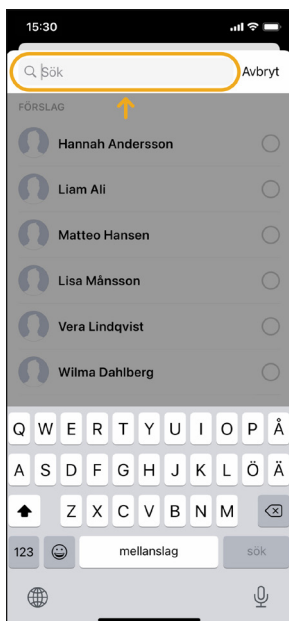 15:30
Sök
Avbryt
FÖRSLAG
Hannah Andersson
Liam Ali
Matteo Hansen
Lisa Månsson
Vera Lindqvist
Wilma Dahlberg
Q W E R T Y U I O P Å
A S D F G H J K L Ö Ä
Z X C V B N M
123 mellanslag sök